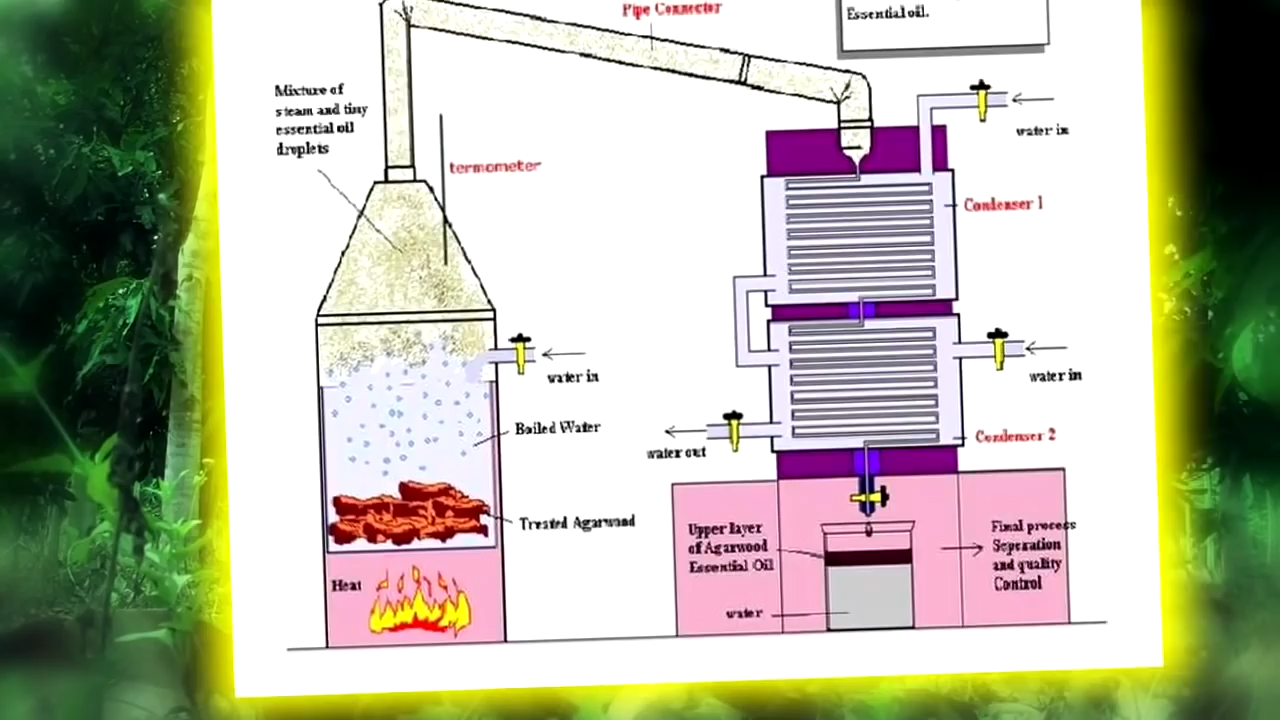 Pipe Connector
Essential oil.
Mixture of
steam and tiny
essential oil
droplets
termometer
water in
Condenser 1
water in
water in
Boiled Water
water out
Condenser 2
Treated Agarwood
Upper layer
of Agarwood
Essential Oil
Final process
Seperation
and quality
Control
Heat
water